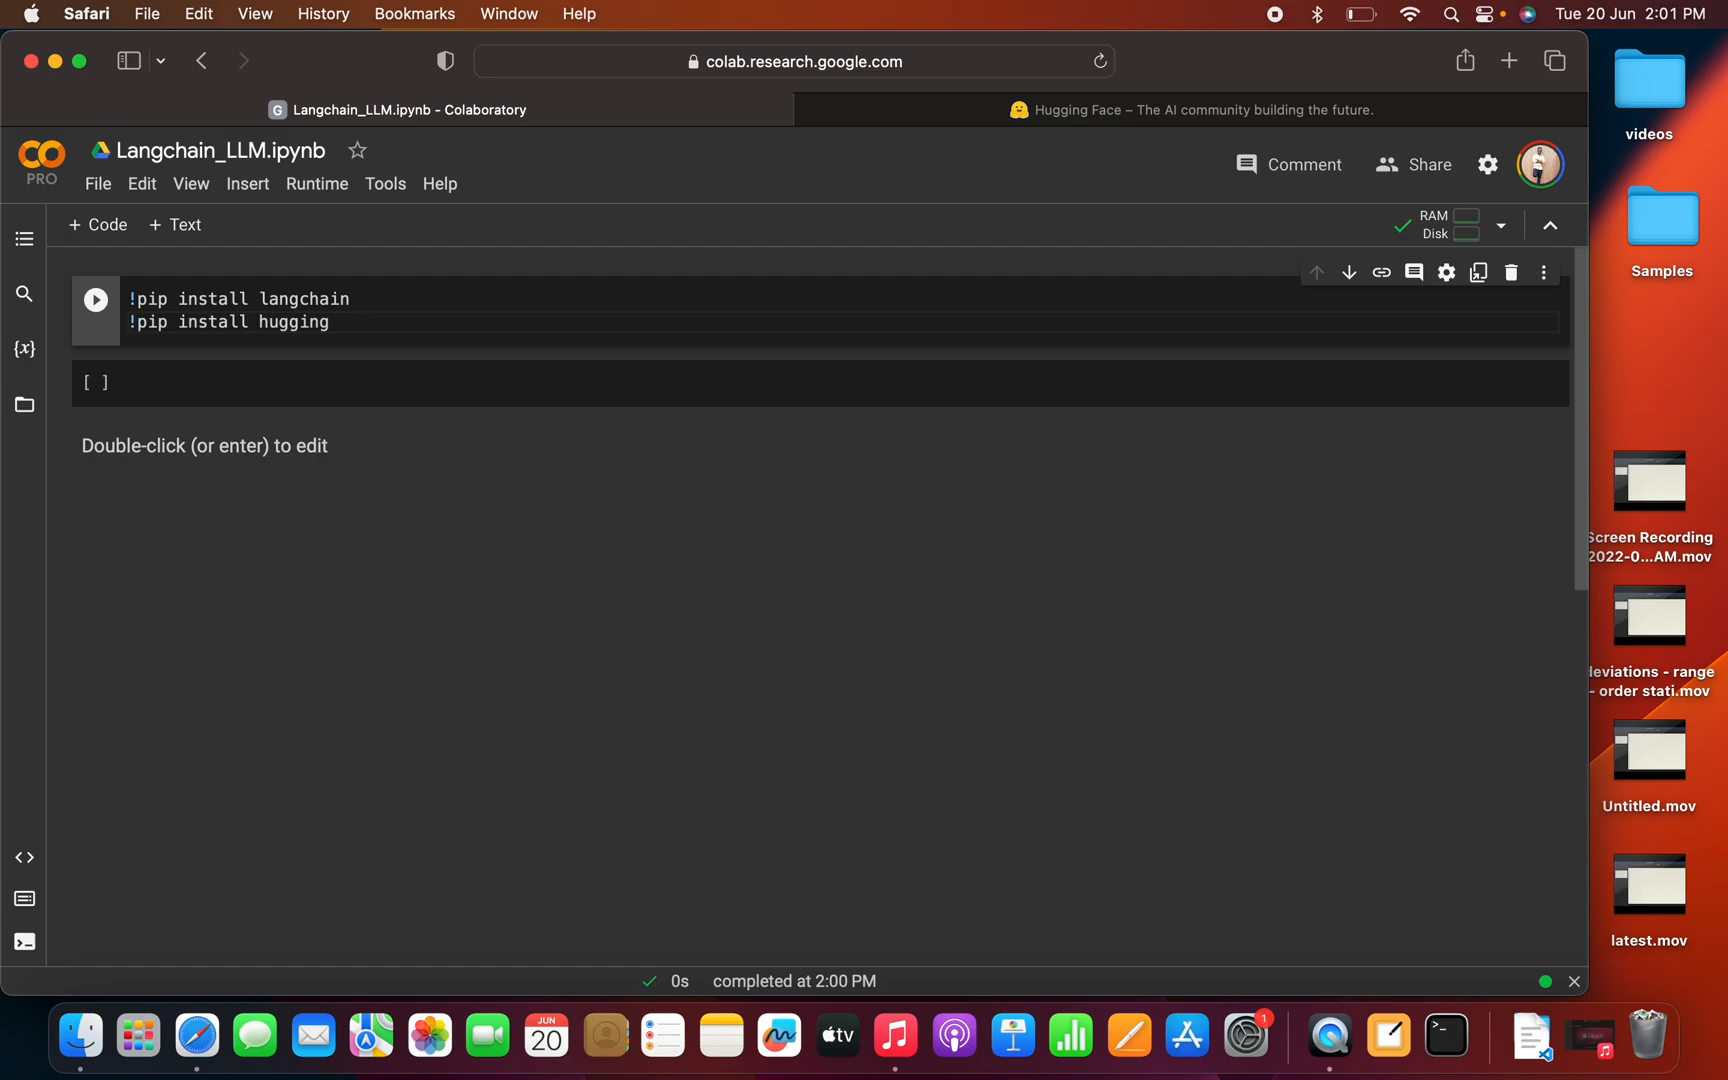 Safari File Edit View History Bookmarks Window Help
Tue 20 Jun 2:01 PM
colab.research.google.com
G Langchain_LLM.ipynb - Colaboratory
Hugging Face – The AI community building the future.
Langchain_LLM.ipynb
PRO
File Edit View Insert Runtime Tools Help
Comment
Share
+ Code + Text
RAM
Disk
!pip install langchain
!pip install hugging
[ ]
Double-click (or enter) to edit
{x}
0s completed at 2:00 PM
videos
Samples
Screen Recording
2022-0...AM.mov
deviations - range
- order stati.mov
Untitled.mov
latest.mov
JUN
20
tv
1